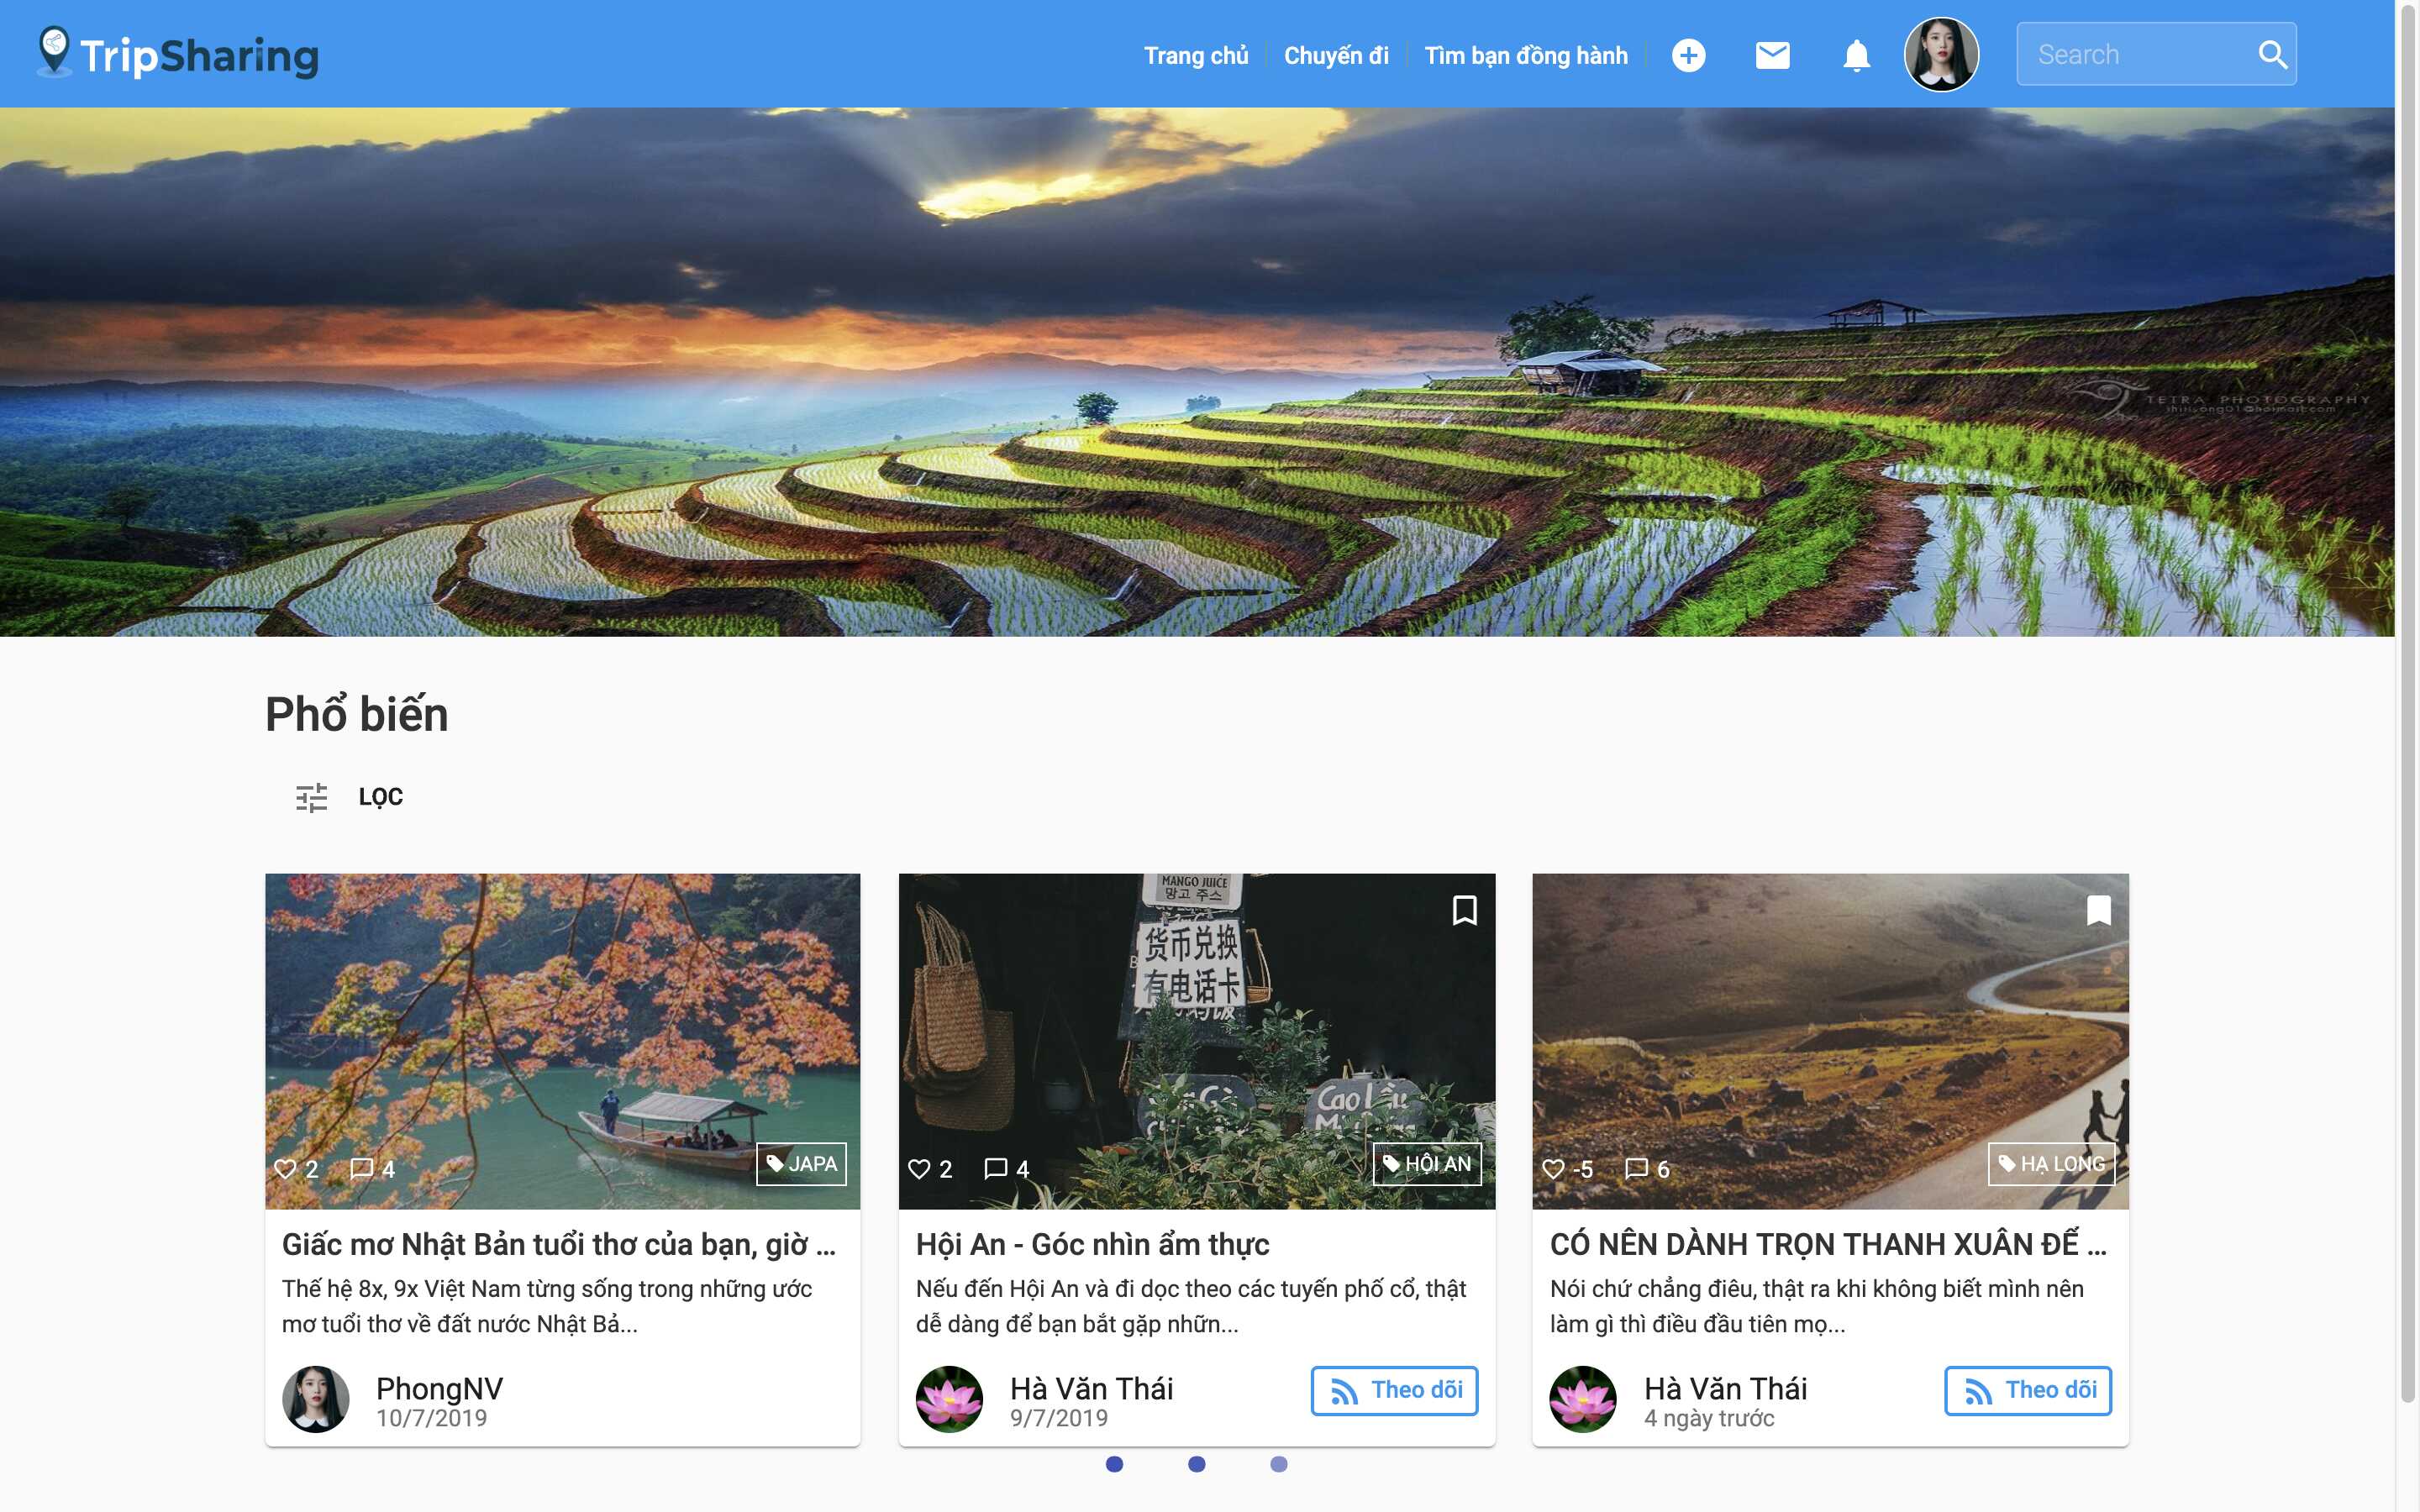 TripSharing
Trang chủ
Chuyến đi
Tìm bạn đồng hành
Search
TETRA PHOTOGRAPHY
Phổ biến
LỌC
MANGO JUICE
망고 주스
货币兑换
有电话卡
Cao lầu
2
4
JAPA
2
4
HỘI AN
-5
6
HẠ LONG
Giấc mơ Nhật Bản tuổi thơ của bạn, giờ ...
Thế hệ 8x, 9x Việt Nam từng sống trong những ước
mơ tuổi thơ về đất nước Nhật Bả...
PhongNV
10/7/2019
Hội An - Góc nhìn ẩm thực
Nếu đến Hội An và đi dọc theo các tuyến phố cổ, thật
dễ dàng để bạn bắt gặp nhữn...
Hà Văn Thái
9/7/2019
Theo dõi
CÓ NÊN DÀNH TRỌN THANH XUÂN ĐỂ ...
Nói chứ chẳng điêu, thật ra khi không biết mình nên
làm gì thì điều đầu tiên mọ...
Hà Văn Thái
4 ngày trước
Theo dõi